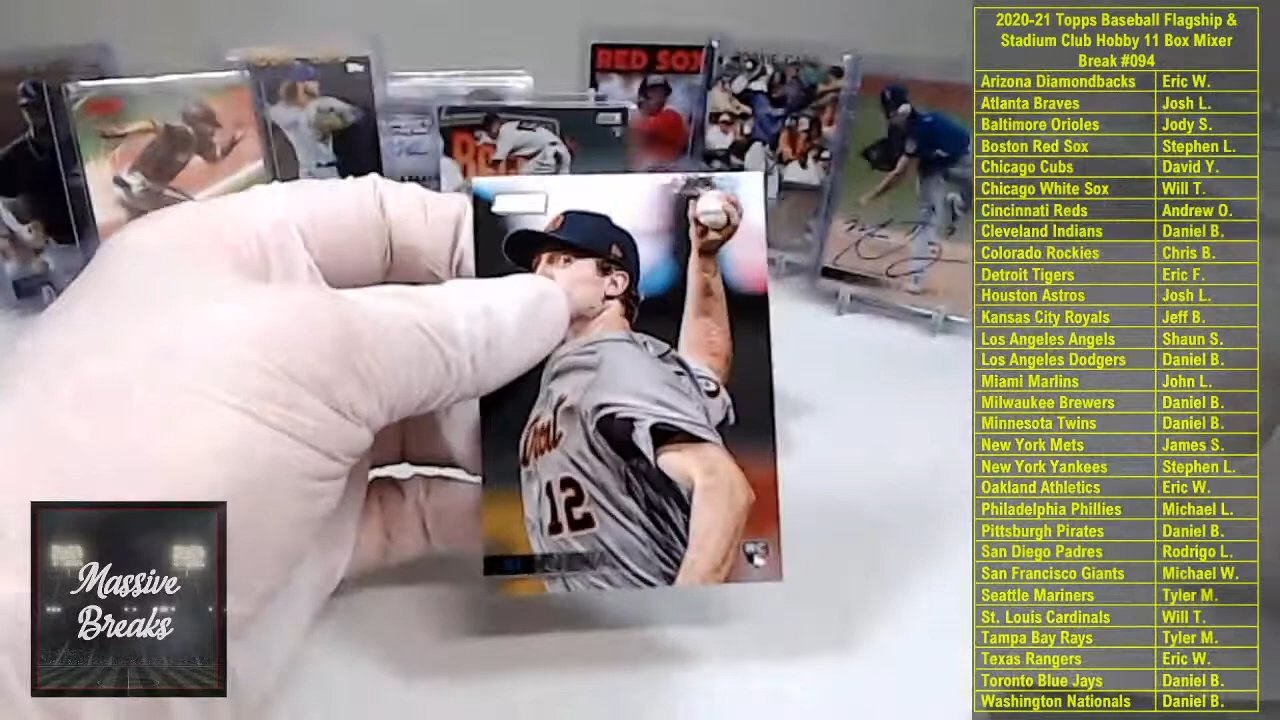 2020-21 Topps Baseball Flagship &
Stadium Club Hobby 11 Box Mixer
Break #094
Arizona Diamondbacks Eric W.
Atlanta Braves Josh L.
Baltimore Orioles Jody S.
Boston Red Sox Stephen L.
Chicago Cubs David Y.
Chicago White Sox Will T.
Cincinnati Reds Andrew O.
Cleveland Indians Daniel B.
Colorado Rockies Chris B.
Detroit Tigers Eric F.
Houston Astros Josh L.
Kansas City Royals Jeff B.
Los Angeles Angels Shaun S.
Los Angeles Dodgers Daniel B.
Miami Marlins John L.
Milwaukee Brewers Daniel B.
Minnesota Twins Daniel B.
New York Mets James S.
New York Yankees Stephen L.
Oakland Athletics Eric W.
Philadelphia Phillies Michael L.
Pittsburgh Pirates Daniel B.
San Diego Padres Rodrigo L.
San Francisco Giants Michael W.
Seattle Mariners Tyler M.
St. Louis Cardinals Will T.
Tampa Bay Rays Tyler M.
Texas Rangers Eric W.
Toronto Blue Jays Daniel B.
Washington Nationals Daniel B.
RED SOX
12
Massive
Breaks